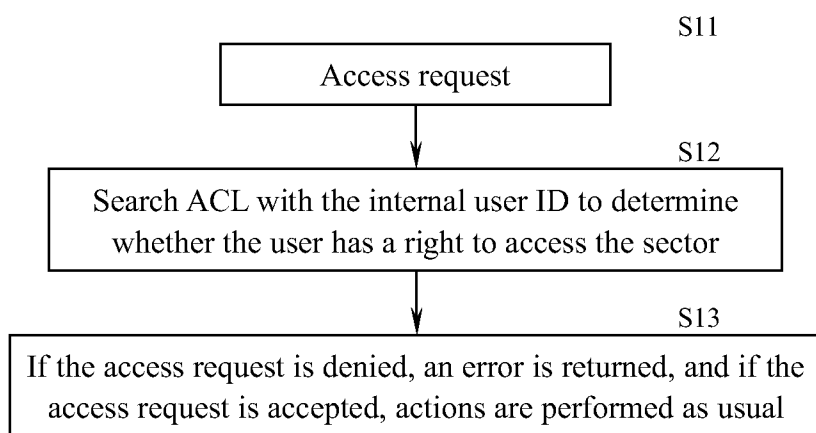 S11
Access request
S12
Search ACL with the internal user ID to determine
whether the user has a right to access the sector
S13
If the access request is denied, an error is returned, and if the
access request is accepted, actions are performed as usual